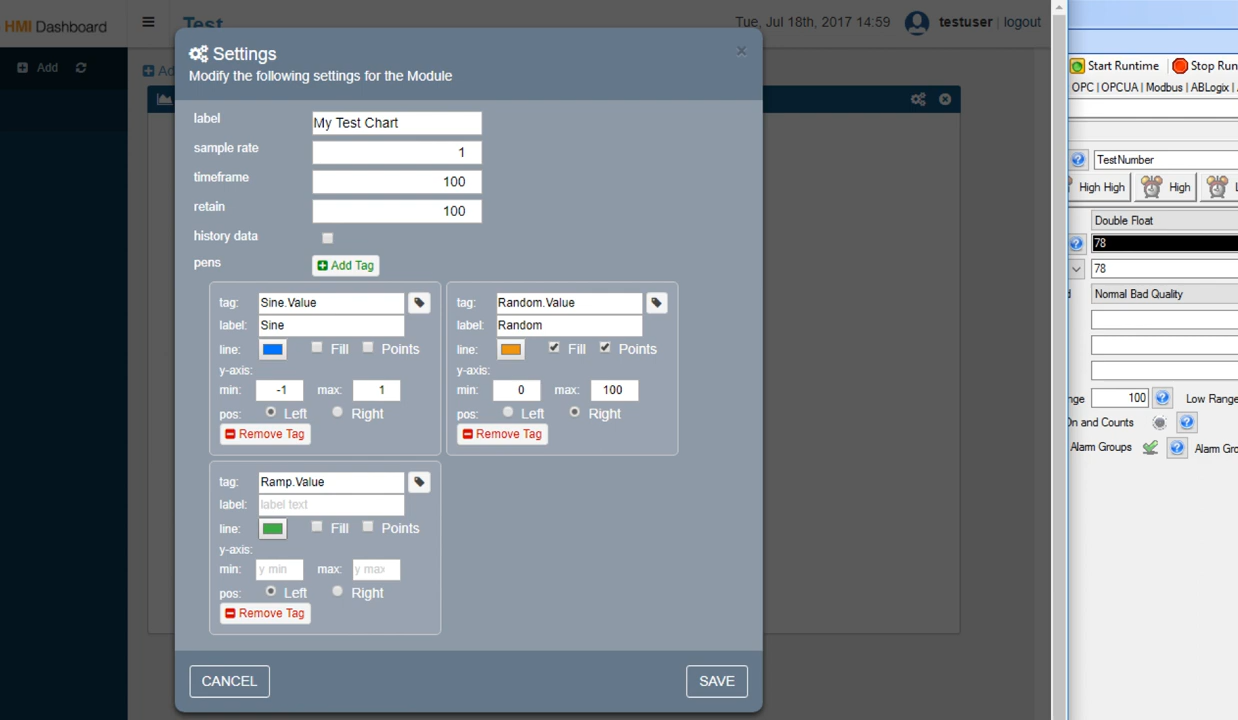 HMI Dashboard
Test
Tue, Jul 18th, 2017 14:59
testuser | logout
Add
Ad
Settings
Modify the following settings for the Module
×
label
My Test Chart
sample rate
1
timeframe
100
retain
100
history data
pens
Add Tag
tag: Sine.Value
label: Sine
line: Fill Points
y-axis:
min: -1 max: 1
pos: Left Right
Remove Tag
tag: Random.Value
label: Random
line: Fill Points
y-axis:
min: 0 max: 100
pos: Left Right
Remove Tag
tag: Ramp.Value
label: label text
line: Fill Points
y-axis:
min: y min max: y max
pos: Left Right
Remove Tag
CANCEL
SAVE
Start Runtime Stop Run
OPC | OPCUA | Modbus | ABLogix |
TestNumber
High High High L
Double Float
78
78
Normal Bad Quality
nge 100 Low Range
On and Counts
Alarm Groups Alarm Gro